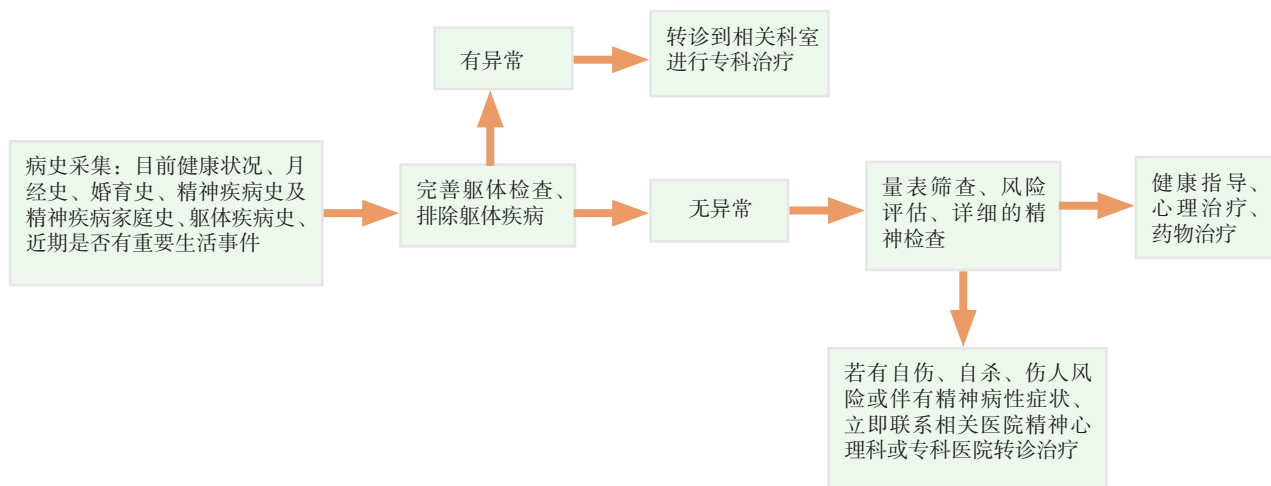 病史采集：目前健康状况、月
经史、婚育史、精神疾病史及
精神疾病家庭史、躯体疾病史、
近期是否有重要生活事件
完善躯体检查、
排除躯体疾病
有异常
转诊到相关科室
进行专科治疗
无异常
量表筛查、风险
评估、详细的精
神检查
健康指导、
心理治疗、
药物治疗
若有自伤、自杀、伤人风
险或伴有精神病性症状、
立即联系相关医院精神心
理科或专科医院转诊治疗